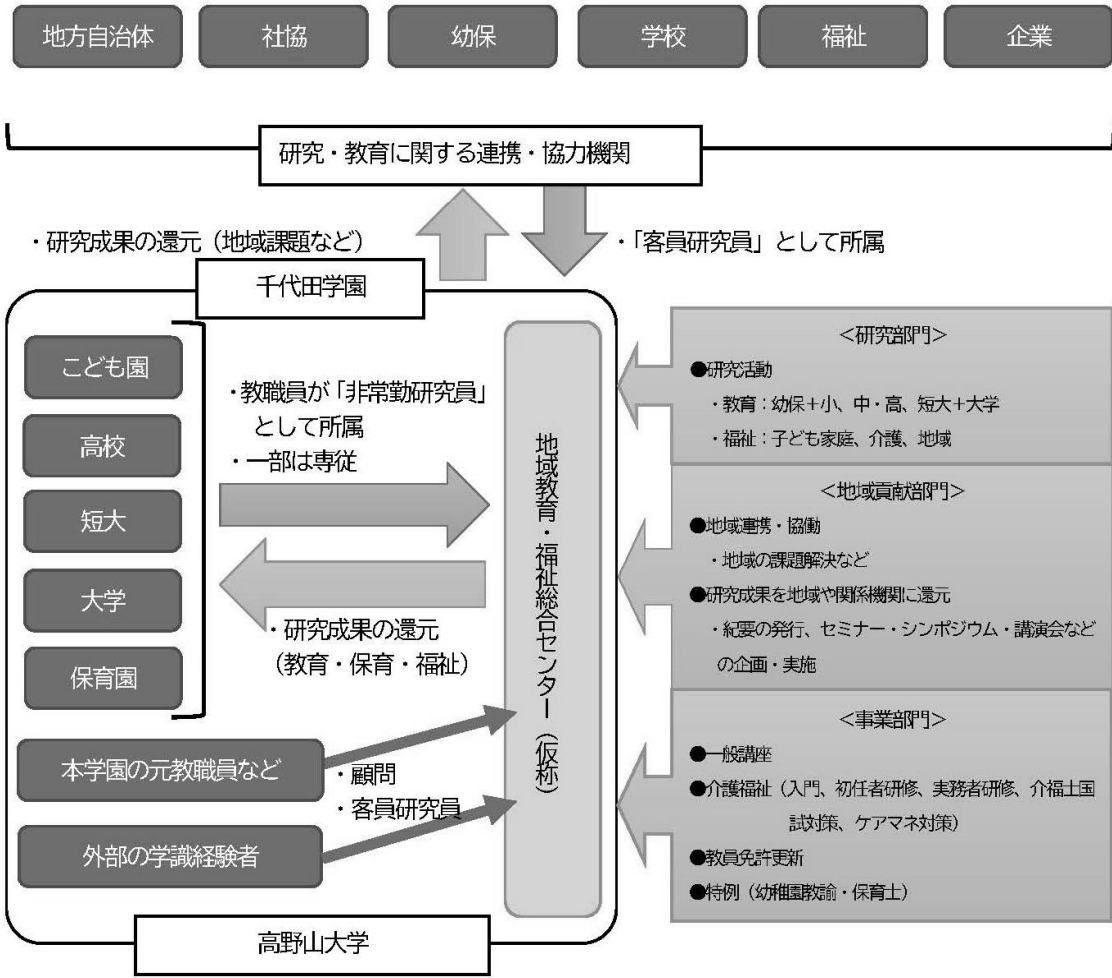 地方自治体
社協
幼保
学校
福祉
企業
研究・教育に関する連携・協力機関
・研究成果の還元（地域課題など）
・「客員研究員」として所属
千代田学園
こども園
高校
短大
大学
保育園
・教職員が「非常勤研究員」
として所属
・一部は専従
・研究成果の還元
（教育・保育・福祉）
本学園の元教職員など
外部の学識経験者
・顧問
・客員研究員
地域教育・福祉総合センター（仮称）
高野山大学
＜研究部門＞
●研究活動
・教育：幼保＋小、中・高、短大＋大学
・福祉：子ども家庭、介護、地域
＜地域貢献部門＞
●地域連携・協働
・地域の課題解決など
●研究成果を地域や関係機関に還元
・紀要の発行、セミナー・シンポジウム・講演会など
の企画・実施
＜事業部門＞
●一般講座
●介護福祉（入門、初任者研修、実務者研修、介福士国
試対策、ケアマネ対策）
●教員免許更新
●特例（幼稚園教諭・保育士）